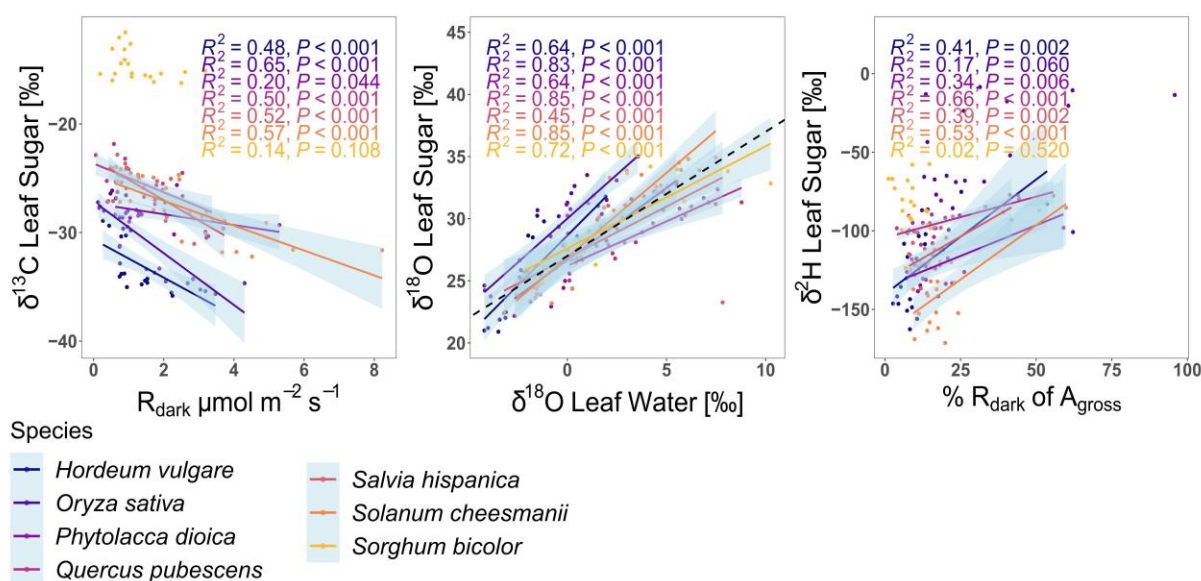 δ13C Leaf Sugar [‰]
−20
−30
−40
0
2
4
6
8
Rdark μmol m−2 s−1
R2 = 0.48, P < 0.001
R2 = 0.65, P < 0.001
R2 = 0.20, P = 0.044
R2 = 0.50, P < 0.001
R2 = 0.52, P < 0.001
R2 = 0.57, P < 0.001
R2 = 0.14, P = 0.108
δ18O Leaf Sugar [‰]
45
40
35
30
25
20
0
5
10
δ18O Leaf Water [‰]
R2 = 0.64, P < 0.001
R2 = 0.83, P < 0.001
R2 = 0.64, P < 0.001
R2 = 0.85, P < 0.001
R2 = 0.45, P < 0.001
R2 = 0.85, P < 0.001
R2 = 0.72, P < 0.001
δ2H Leaf Sugar [‰]
0
−50
−100
−150
0
25
50
75
100
% Rdark of Agross
R2 = 0.41, P = 0.002
R2 = 0.17, P = 0.060
R2 = 0.34, P = 0.006
R2 = 0.66, P < 0.001
R2 = 0.39, P = 0.002
R2 = 0.53, P < 0.001
R2 = 0.02, P = 0.520
Species
Hordeum vulgare
Oryza sativa
Phytolacca dioica
Quercus pubescens
Salvia hispanica
Solanum cheesmanii
Sorghum bicolor